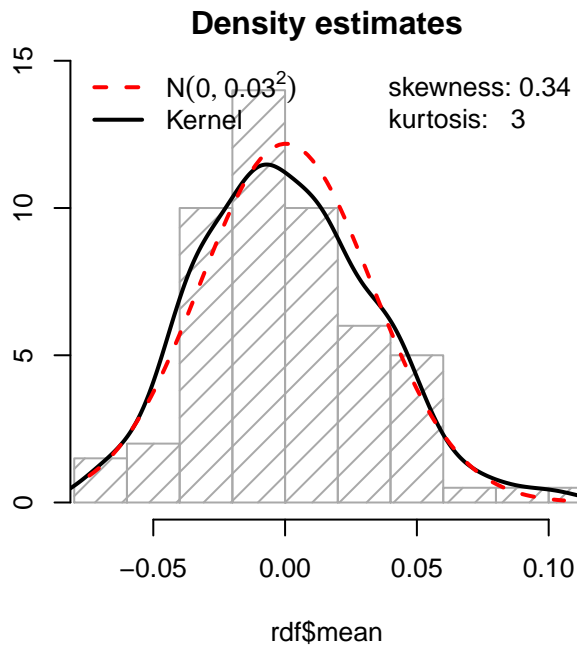 Density estimates
N(0, 0.03²)
Kernel
skewness: 0.34
kurtosis: 3
15
10
5
0
−0.05 0.00 0.05 0.10
rdf$mean